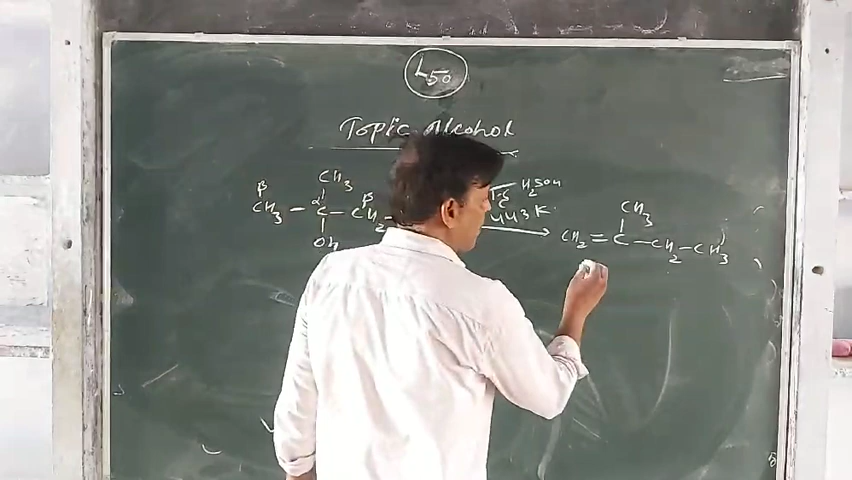 L50
Topic Alcohol
CH3
β α β H2SO4
CH3 – C – CH2 443 K
OH
CH3
CH2 = C – CH2 – CH3